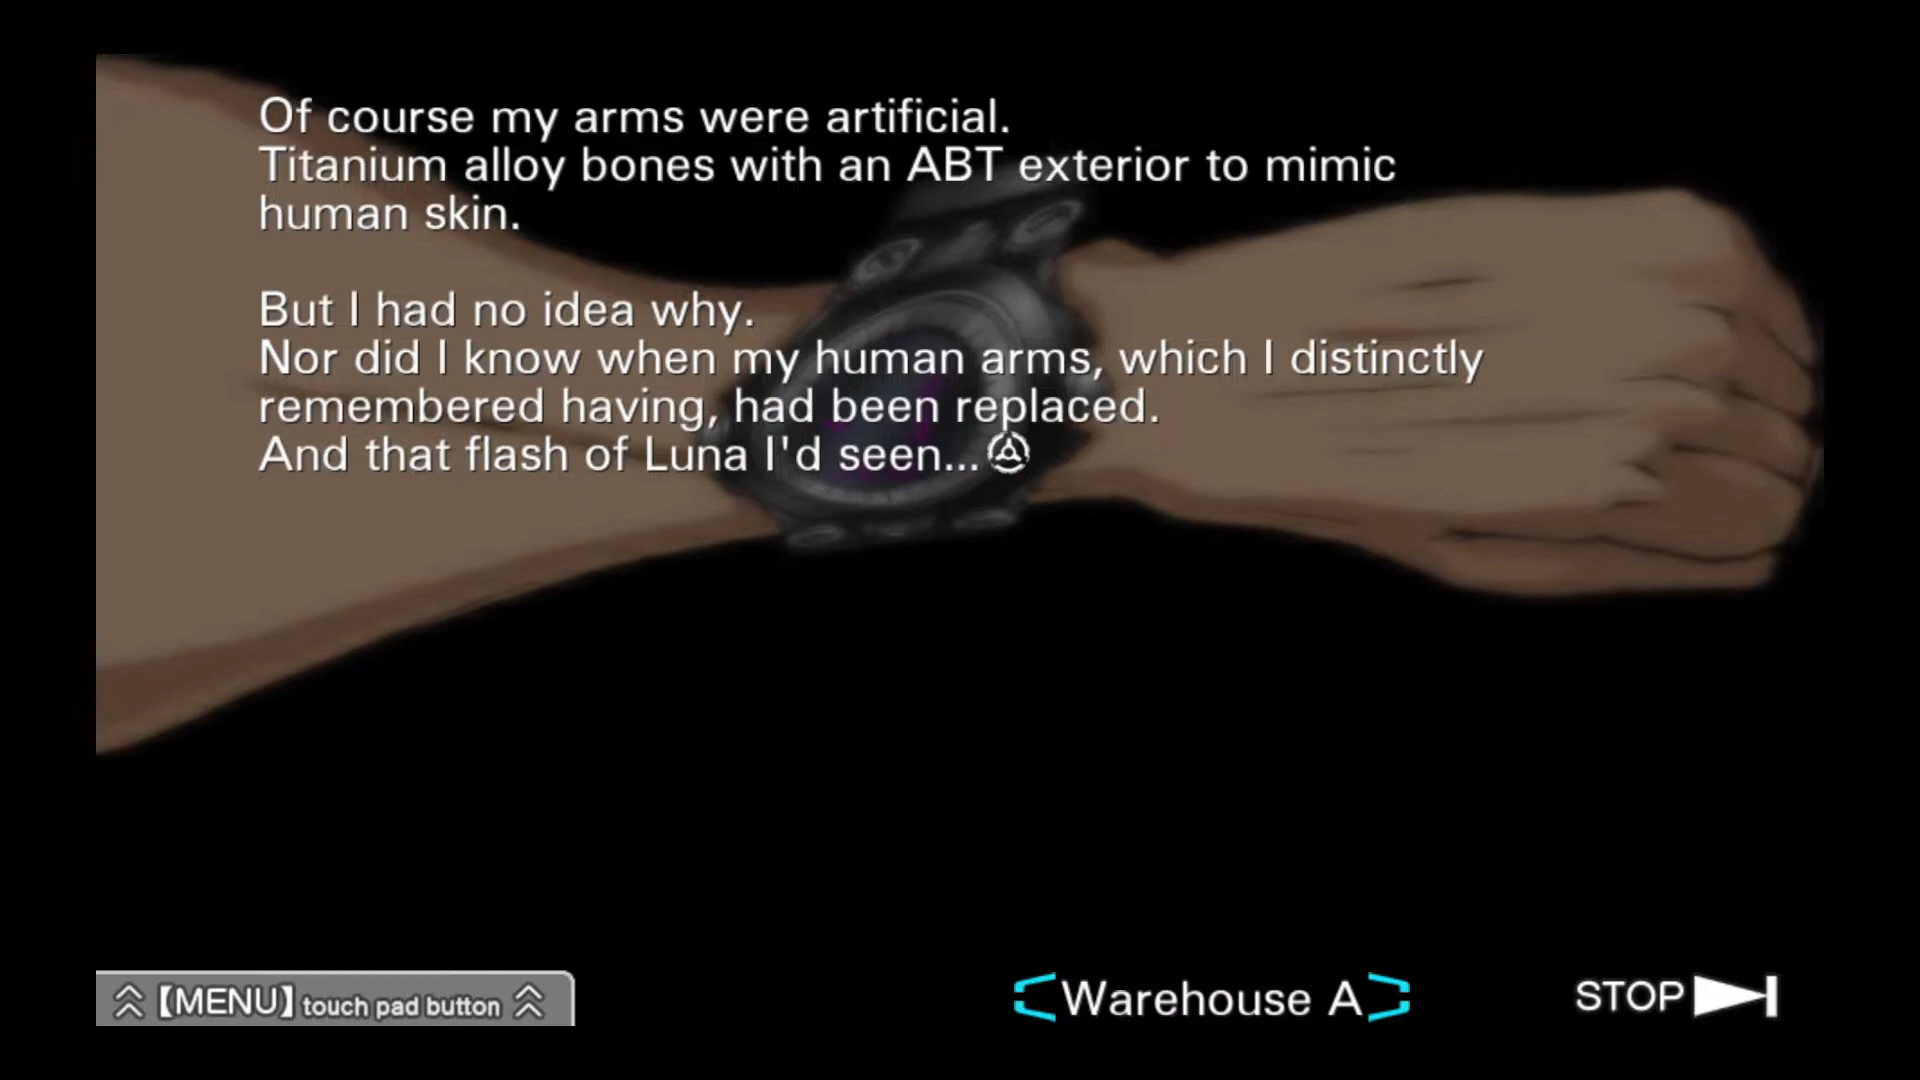 Of course my arms were artificial.
Titanium alloy bones with an ABT exterior to mimic
human skin.
But I had no idea why.
Nor did I know when my human arms, which I distinctly
remembered having, had been replaced.
And that flash of Luna I'd seen...
【MENU】touch pad button
Warehouse A
STOP